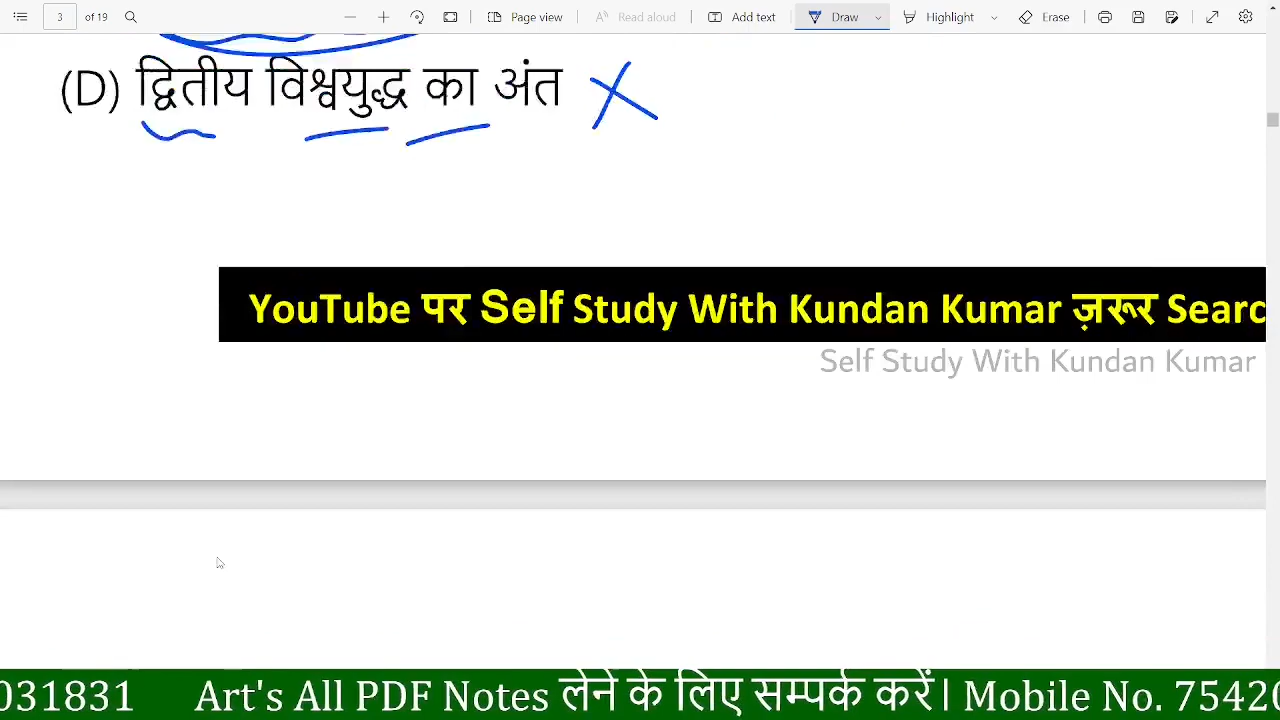 3 of 19 Page view Read aloud Add text Draw Highlight Erase
(D) द्वितीय विश्वयुद्ध का अंत
YouTube पर Self Study With Kundan Kumar ज़रूर Searc
Self Study With Kundan Kumar
031831 Art's All PDF Notes लेने के लिए सम्पर्क करें। Mobile No. 7542